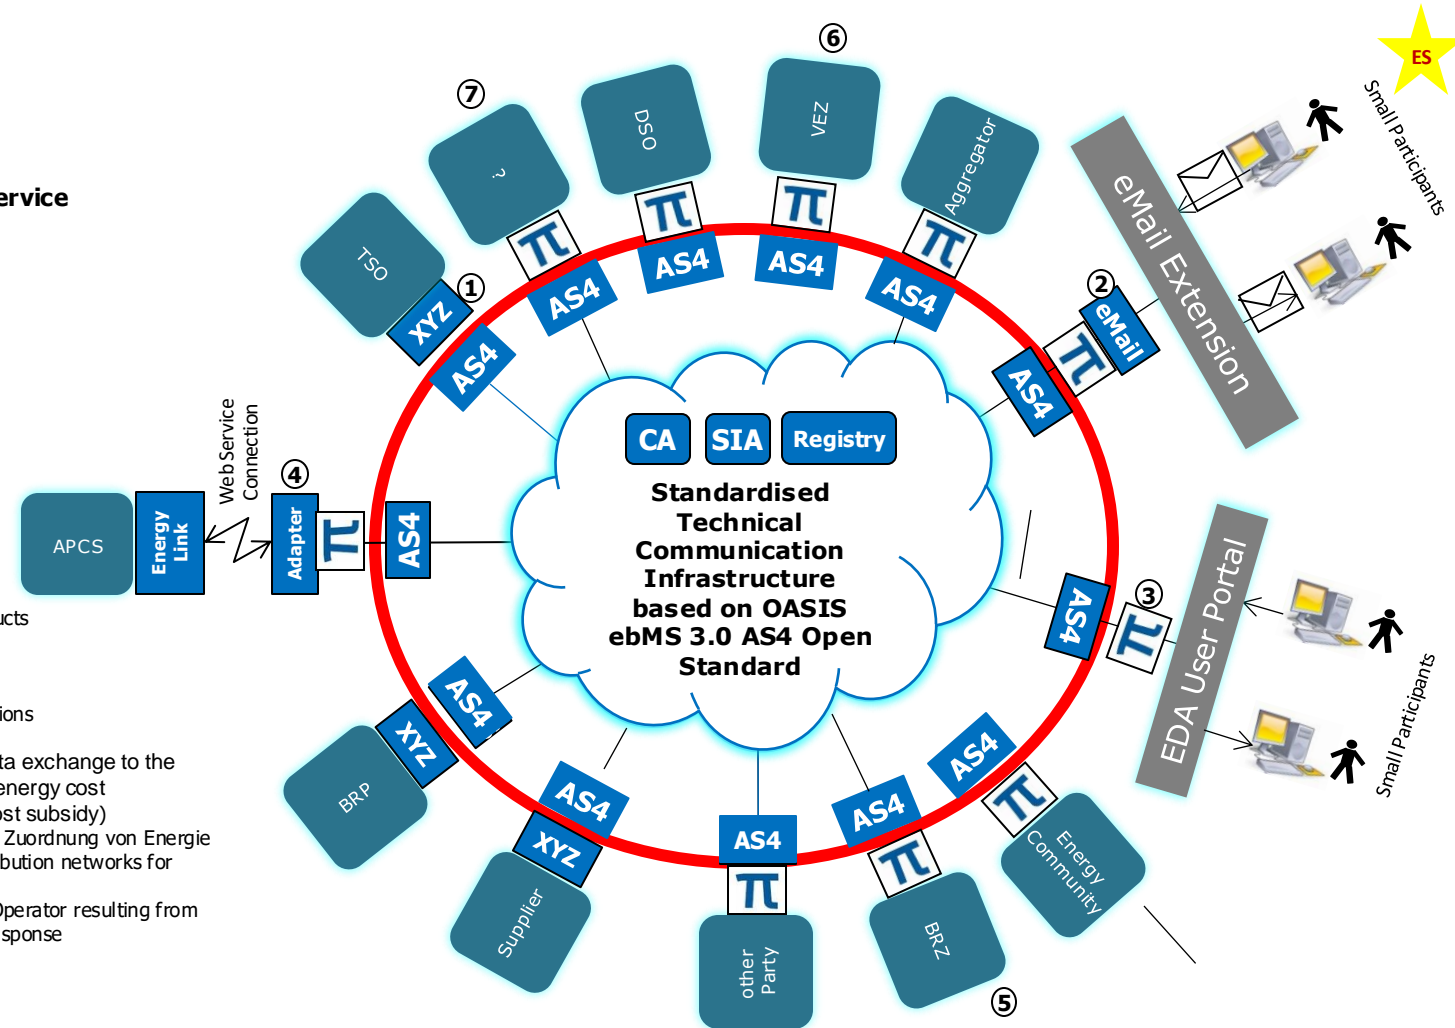 ⑥
ES
Small Participants
⑦
DSO
VEZ
Aggregator
?
π
π
π
π
eMail Extension
ervice
TSO
AS4
AS4
AS4
AS4
XYZ
①
②
eMail
π
AS4
AS4
Web Service
Connection
CA
SIA
Registry
Standardised
Technical
Communication
Infrastructure
based on OASIS
ebMS 3.0 AS4 Open
Standard
④
APCS
Energy
Link
Adapter
π
AS4
③
AS4
π
EDA User Portal
Small Participants
ucts
ions
ta exchange to the
energy cost
ost subsidy)
Zuordnung von Energie
bution networks for
Operator resulting from
sponse
AS4
XYZ
BRP
AS4
XYZ
Supplier
AS4
π
other
Party
AS4
π
BRZ
⑤
AS4
π
Energy
Community